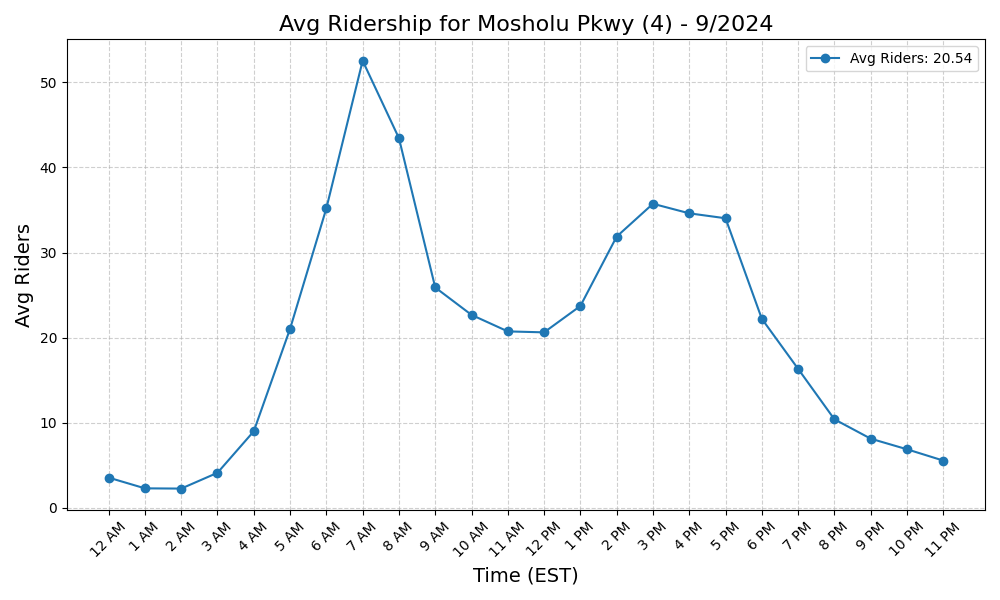 Avg Ridership for Mosholu Pkwy (4) - 9/2024
Avg Riders: 20.54
Avg Riders
50
40
30
20
10
0
12 AM
1 AM
2 AM
3 AM
4 AM
5 AM
6 AM
7 AM
8 AM
9 AM
10 AM
11 AM
12 PM
1 PM
2 PM
3 PM
4 PM
5 PM
6 PM
7 PM
8 PM
9 PM
10 PM
11 PM
Time (EST)